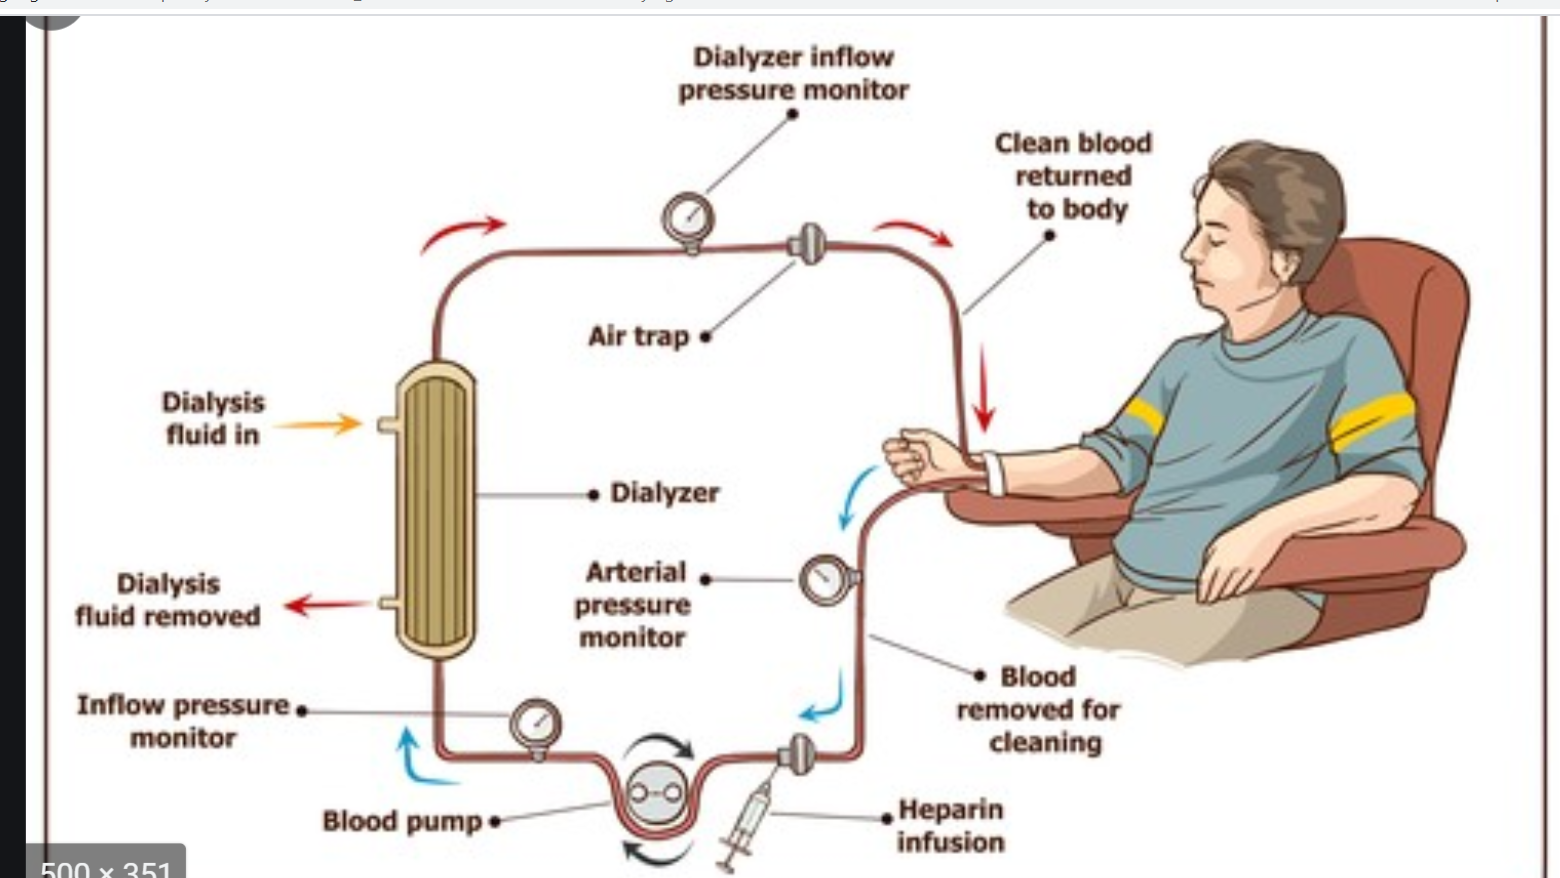 Dialyzer inflow
pressure monitor
Clean blood
returned
to body
Air trap
Dialysis
fluid in
Dialyzer
Arterial
pressure
monitor
Dialysis
fluid removed
Blood
removed for
cleaning
Inflow pressure
monitor
Blood pump
Heparin
infusion
500 × 351